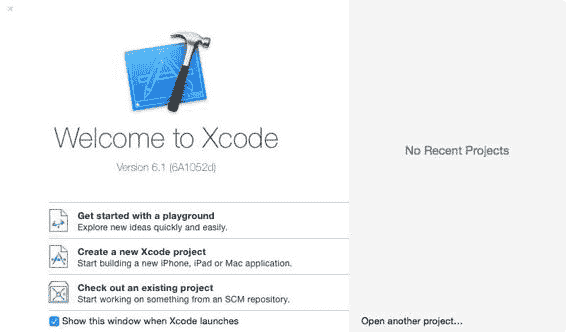 Welcome to Xcode
Version 6.1 (6A1052d)
Get started with a playground
Explore new ideas quickly and easily.
Create a new Xcode project
Start building a new iPhone, iPad or Mac application.
Check out an existing project
Start working on something from an SCM repository.
Show this window when Xcode launches
No Recent Projects
Open another project...